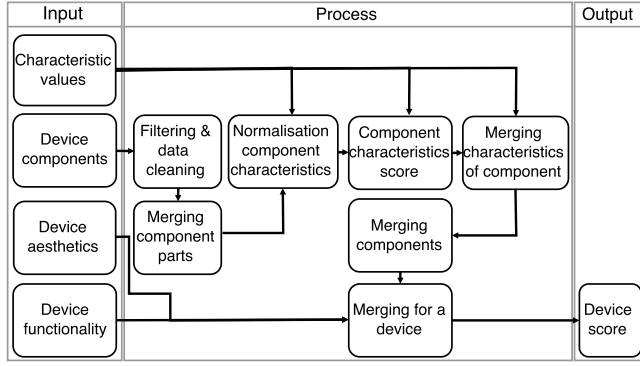 Input
Process
Output
Characteristic
values
Device
components
Filtering &
data
cleaning
Normalisation
component
characteristics
Component
characteristics
score
Merging
characteristics
of component
Device
aesthetics
Merging
component
parts
Merging
components
Device
functionality
Merging for a
device
Device
score